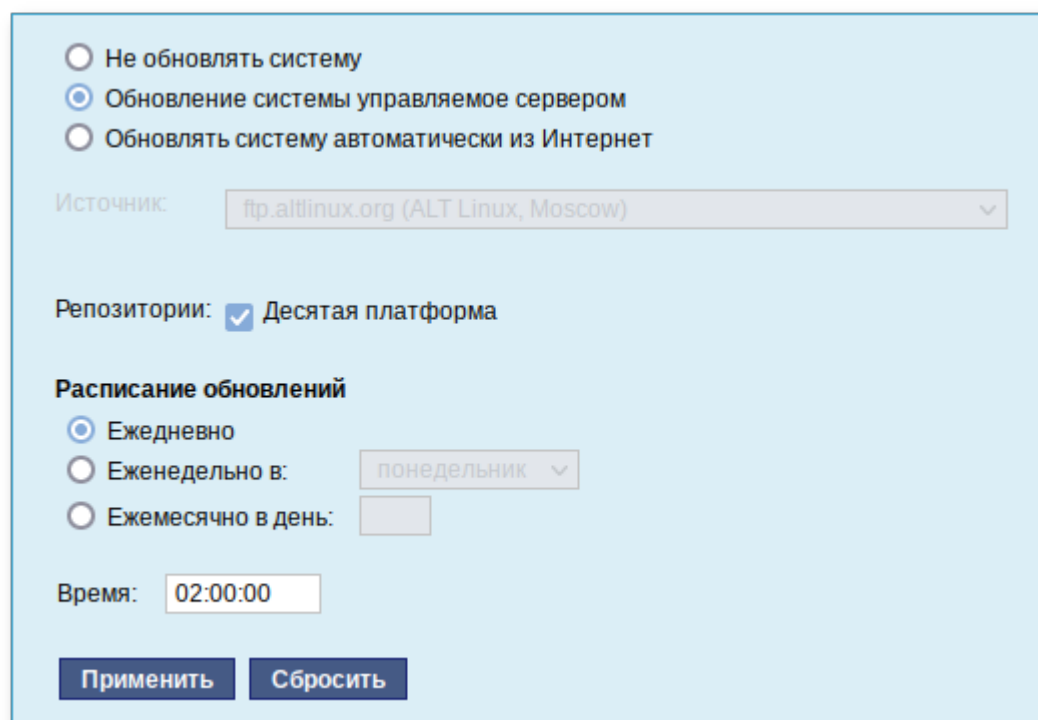 Не обновлять систему
Обновление системы управляемое сервером
Обновлять систему автоматически из Интернет
Источник: ftp.altlinux.org (ALT Linux, Moscow)
Репозитории: Десятая платформа
Расписание обновлений
Ежедневно
Еженедельно в: понедельник
Ежемесячно в день:
Время: 02:00:00
Применить Сбросить